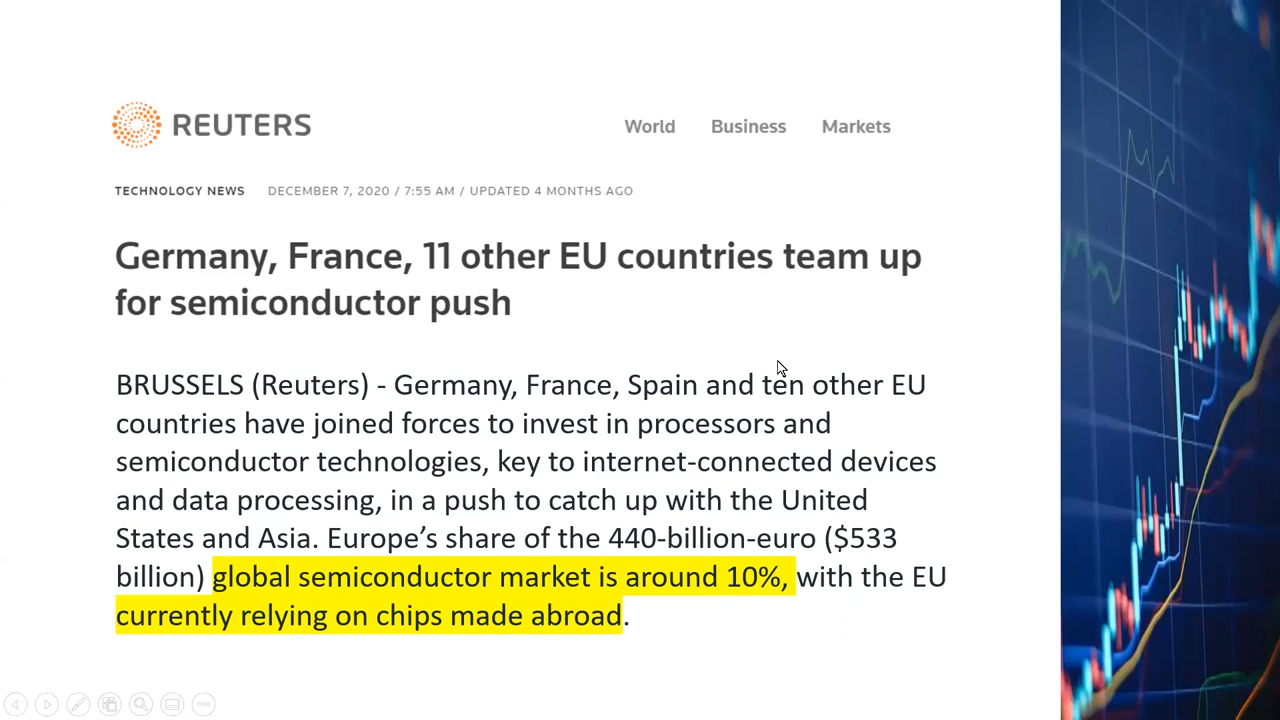 REUTERS
World Business Markets
TECHNOLOGY NEWS DECEMBER 7, 2020 / 7:55 AM / UPDATED 4 MONTHS AGO
Germany, France, 11 other EU countries team up
for semiconductor push
BRUSSELS (Reuters) - Germany, France, Spain and ten other EU
countries have joined forces to invest in processors and
semiconductor technologies, key to internet-connected devices
and data processing, in a push to catch up with the United
States and Asia. Europe’s share of the 440-billion-euro ($533
billion) global semiconductor market is around 10%, with the EU
currently relying on chips made abroad.